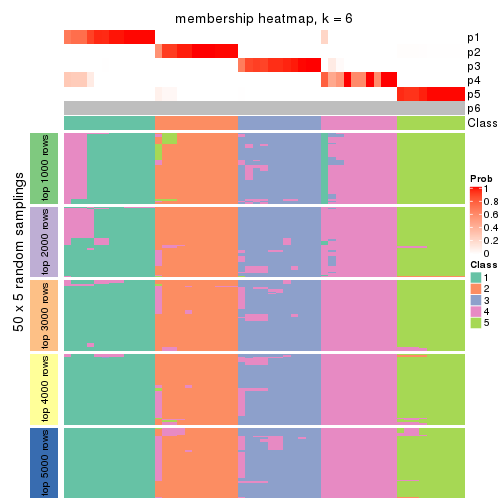 membership heatmap, k = 6
p1
p2
p3
p4
p5
p6
Class
50 x 5 random samplings
top 1000 rows
top 2000 rows
top 3000 rows
top 4000 rows
top 5000 rows
Prob
1
0.8
0.6
0.4
0.2
0
Class
1
2
3
4
5